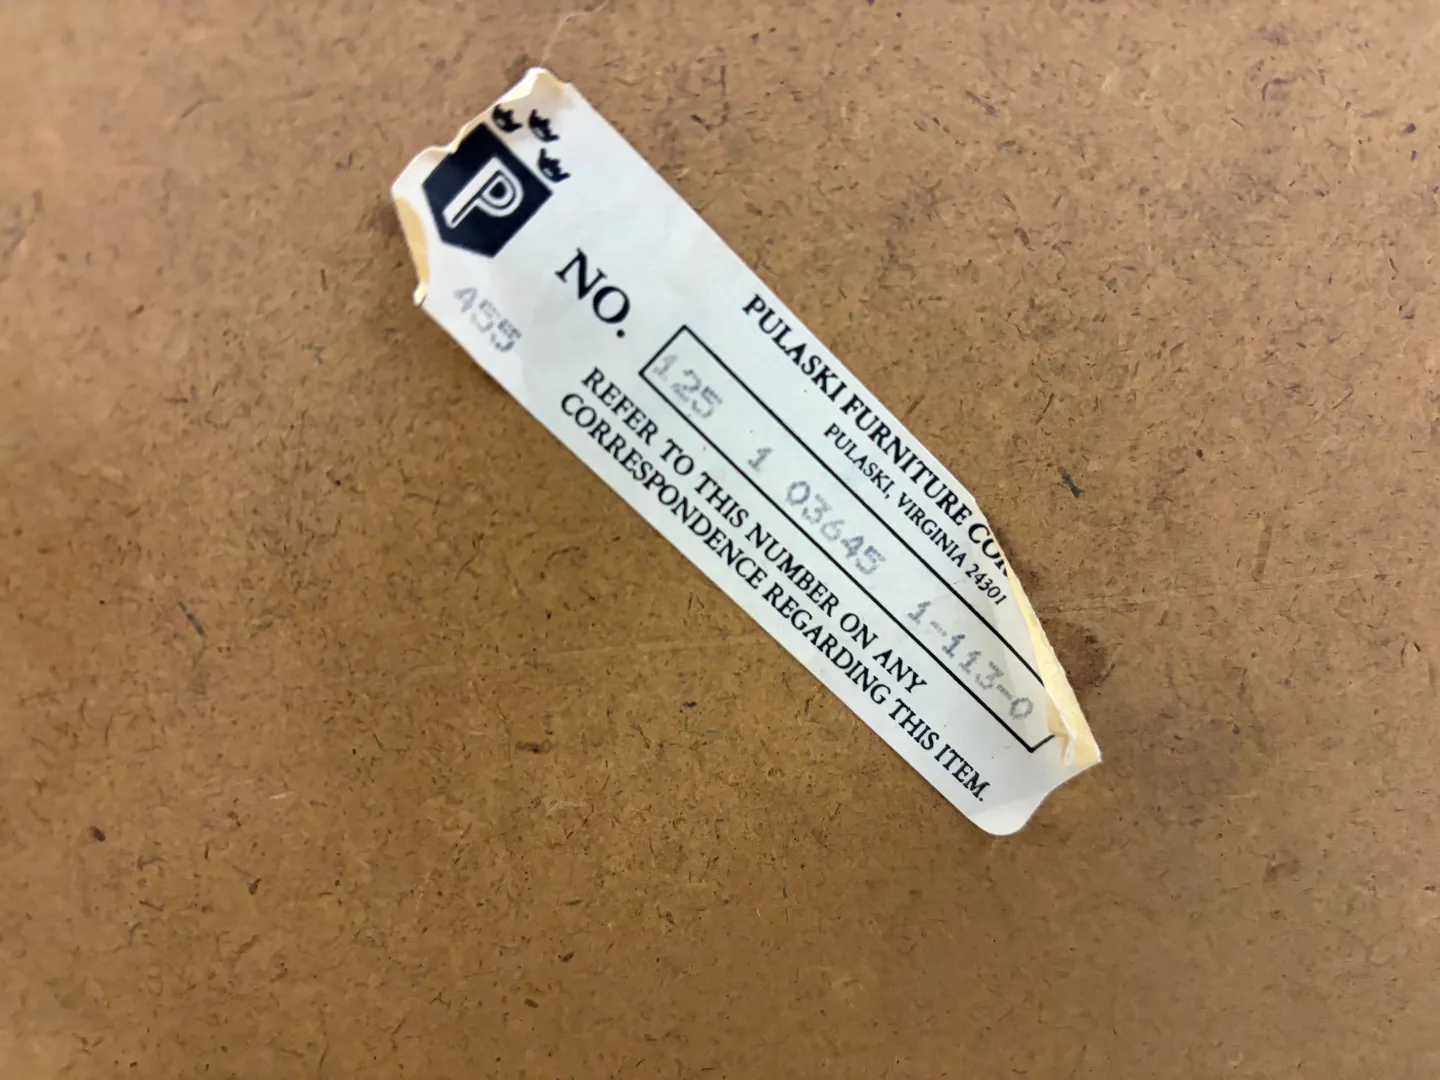 P
PULASKI FURNITURE CO
PULASKI, VIRGINIA 24301
NO.
125 1 03645 1-113-0
455
REFER TO THIS NUMBER ON ANY
CORRESPONDENCE REGARDING THIS ITEM.